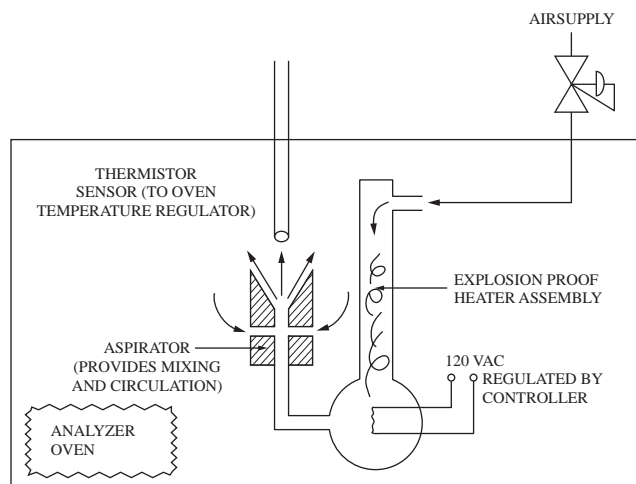 AIRSUPPLY
THERMISTOR
SENSOR (TO OVEN
TEMPERATURE REGULATOR)
EXPLOSION PROOF
HEATER ASSEMBLY
ASPIRATOR
(PROVIDES MIXING
AND CIRCULATION)
120 VAC
REGULATED BY
CONTROLLER
ANALYZER
OVEN